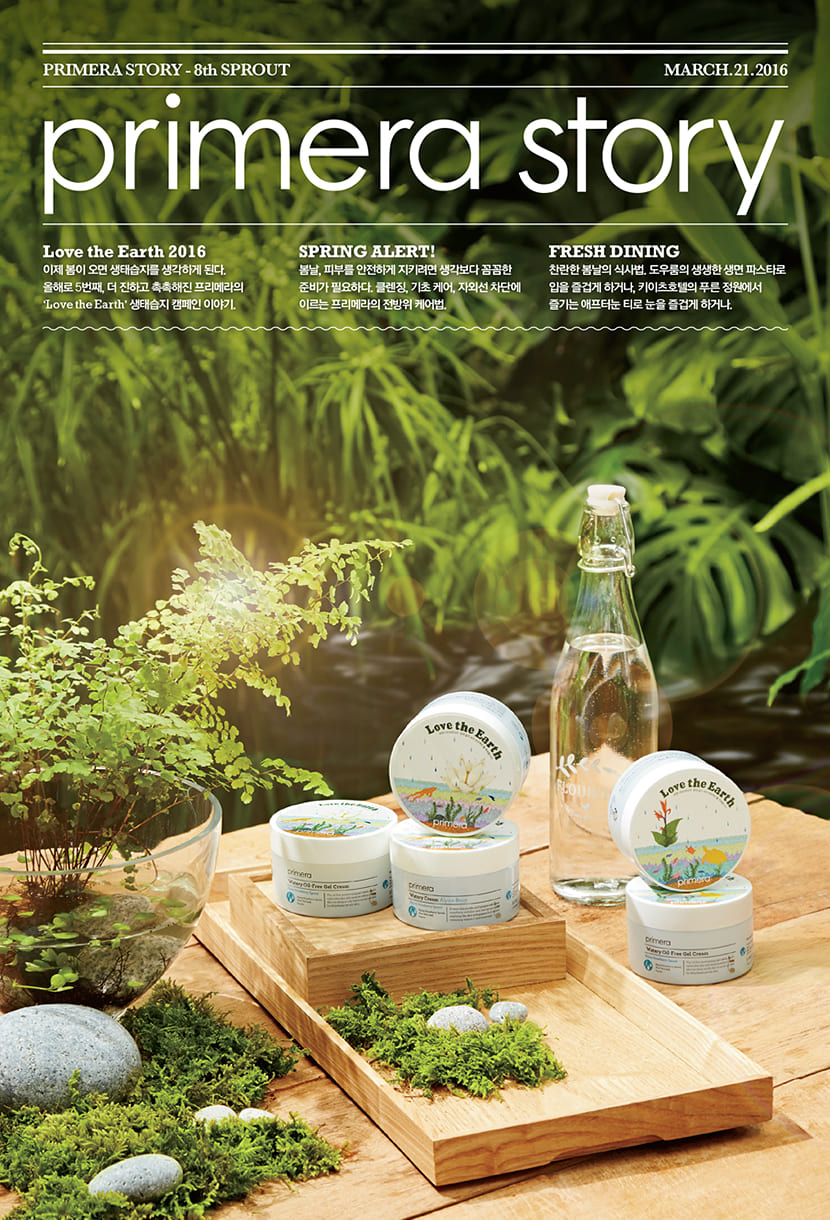 PRIMERA STORY - 8th SPROUT
MARCH.21.2016
primera story
Love the Earth 2016
이제 봄이 오면 생태습지를 생각하게 된다.
올해로 5번째, 더 진하고 촉촉해진 프리메라의
'Love the Earth' 생태습지 캠페인 이야기.
SPRING ALERT!
봄날, 피부를 안전하게 지키려면 생각보다 꼼꼼한
준비가 필요하다. 클렌징, 기초 케어, 자외선 차단에
이르는 프리메라의 전방위 케어법.
FRESH DINING
찬란한 봄날의 식사법. 도우룸의 생생한 생면 파스타로
입을 즐겁게 하거나, 카이츠호텔의 푸른 정원에서
즐기는 애프터눈 티로 눈을 즐겁게 하거나.
Love the Earth
primera
Love the Earth
primera
Love the Earth
primera
Watery Oil-Free Gel Cream
primera
Watery Cream
primera
Watery Oil-Free Gel Cream